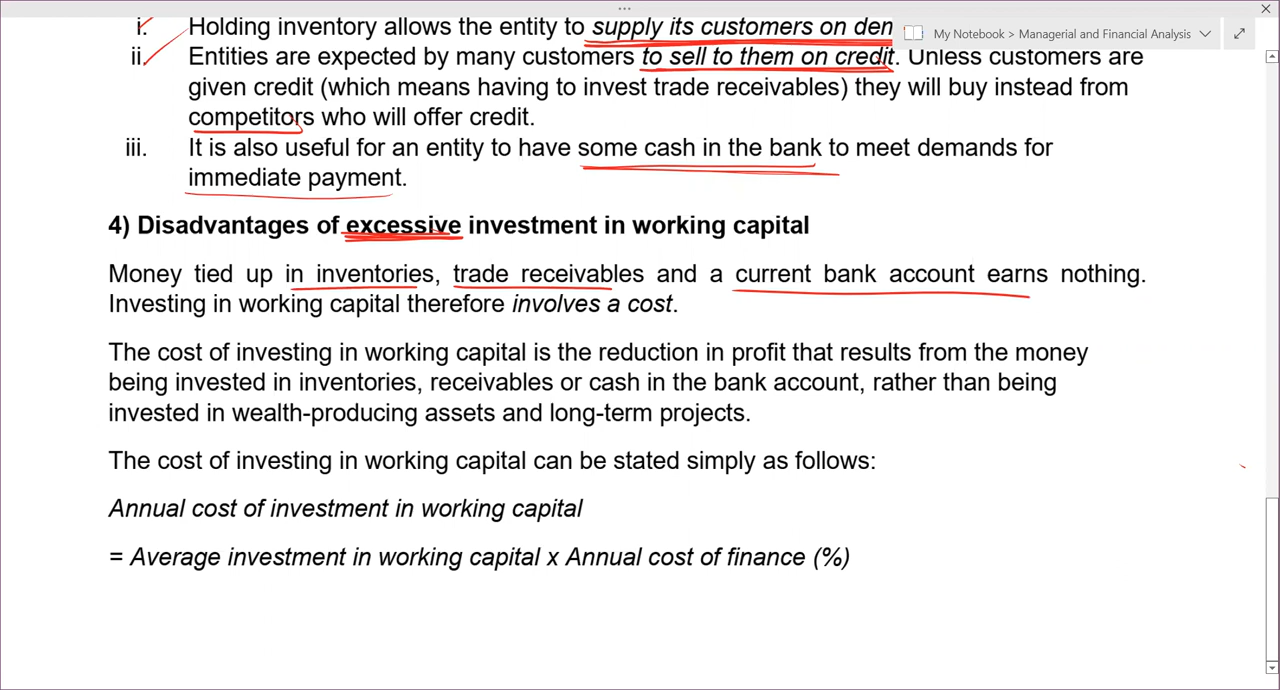 i. Holding inventory allows the entity to supply its customers on
My Notebook > Managerial and Financial Analysis
ii. Entities are expected by many customers to sell to them on credit. Unless customers are
given credit (which means having to invest trade receivables) they will buy instead from
competitors who will offer credit.
iii. It is also useful for an entity to have some cash in the bank to meet demands for
immediate payment.
4) Disadvantages of excessive investment in working capital
Money tied up in inventories, trade receivables and a current bank account earns nothing.
Investing in working capital therefore involves a cost.
The cost of investing in working capital is the reduction in profit that results from the money
being invested in inventories, receivables or cash in the bank account, rather than being
invested in wealth-producing assets and long-term projects.
The cost of investing in working capital can be stated simply as follows:
Annual cost of investment in working capital
= Average investment in working capital x Annual cost of finance (%)